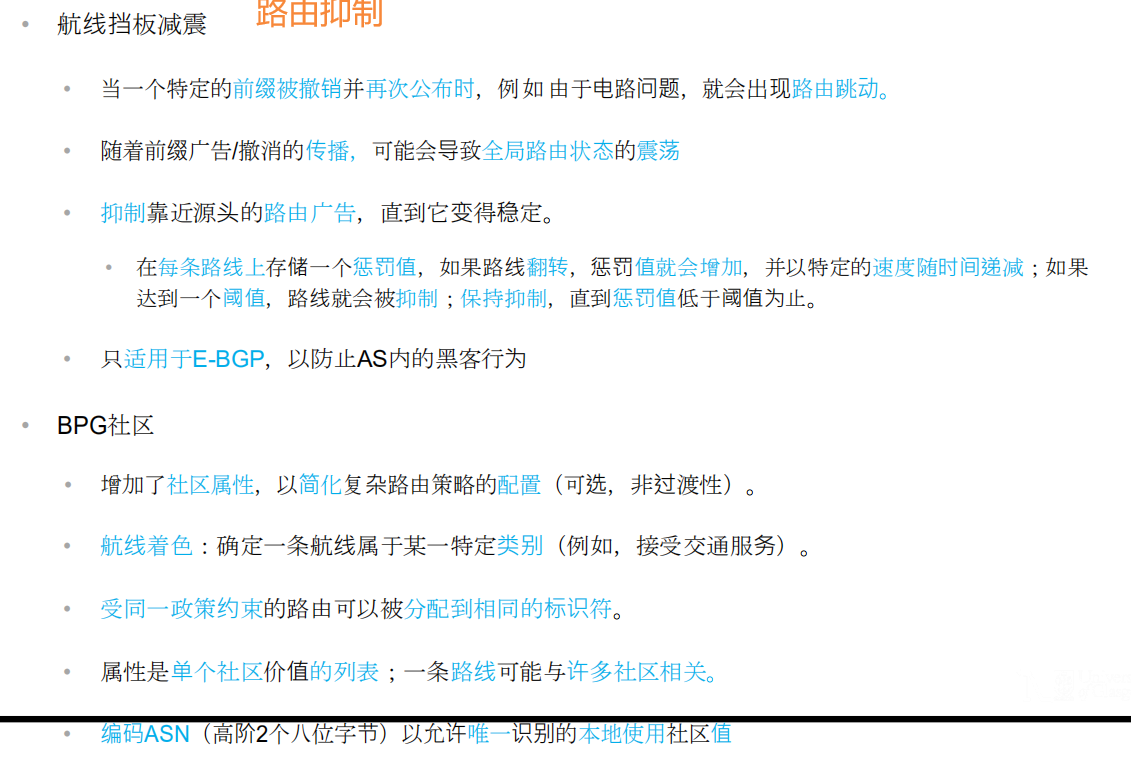 路由抑制
航线挡板减震
当一个特定的前缀被撤销并再次公布时，例如由于电路问题，就会出现路由跳动。
随着前缀广告/撤消的传播，可能会导致全局路由状态的震荡
抑制靠近源头的路由广告，直到它变得稳定。
在每条路线上存储一个惩罚值，如果路线翻转，惩罚值就会增加，并以特定的速度随时间递减；如果
达到一个阈值，路线就会被抑制；保持抑制，直到惩罚值低于阈值为止。
只适用于E-BGP，以防止AS内的黑客行为
BPG社区
增加了社区属性，以简化复杂路由策略的配置（可选，非过渡性）。
航线着色：确定一条航线属于某一特定类别（例如，接受交通服务）。
受同一政策约束的路由可以被分配到相同的标识符。
属性是单个社区价值的列表；一条路线可能与许多社区相关。
编码ASN（高阶2个八位字节）以允许唯一识别的本地使用社区值